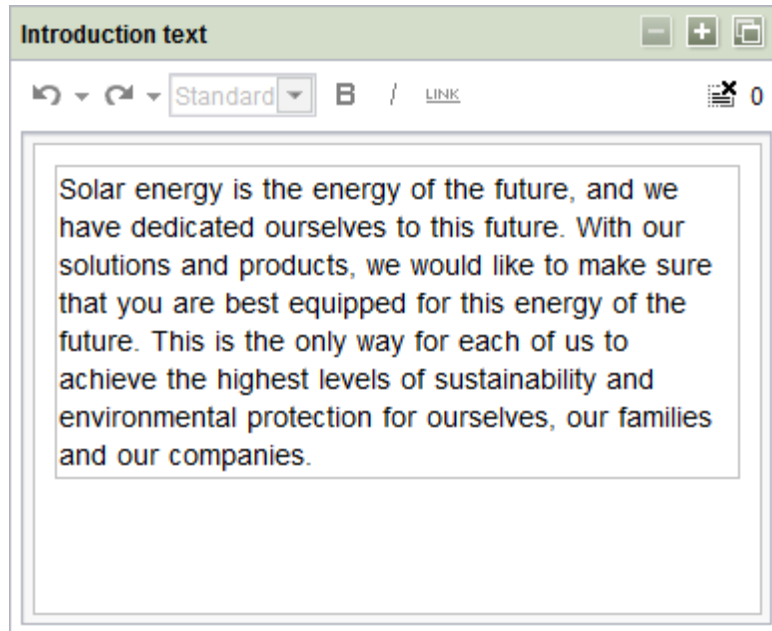 Introduction text
Standard B I LINK 0
Solar energy is the energy of the future, and we
have dedicated ourselves to this future. With our
solutions and products, we would like to make sure
that you are best equipped for this energy of the
future. This is the only way for each of us to
achieve the highest levels of sustainability and
environmental protection for ourselves, our families
and our companies.